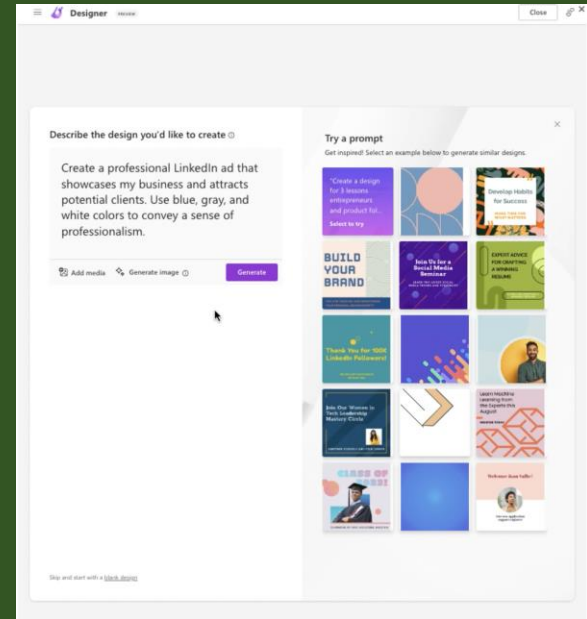 Designer PREVIEW
Close
Describe the design you'd like to create
Create a professional LinkedIn ad that
showcases my business and attracts
potential clients. Use blue, gray, and
white colors to convey a sense of
professionalism.
Add media
Generate image
Generate
Skip and start with a blank design
Try a prompt
Get inspired! Select an example below to generate similar designs.
"Create a design
for 3 lessons
entrepreneurs
and product fol...
Select to try
Develop Habits
for Success
BUILD
YOUR
BRAND
Join Us for a
Social Media
Seminar
EXPERT ADVICE
FOR CRAFTING
A WINNING
RESUME
Thank You for 100K
LinkedIn Followers!
Join Our Women in
Tech Leadership
Mastery Circle
Learn Machine
Learning from
the Experts this
August!
CLASS OF